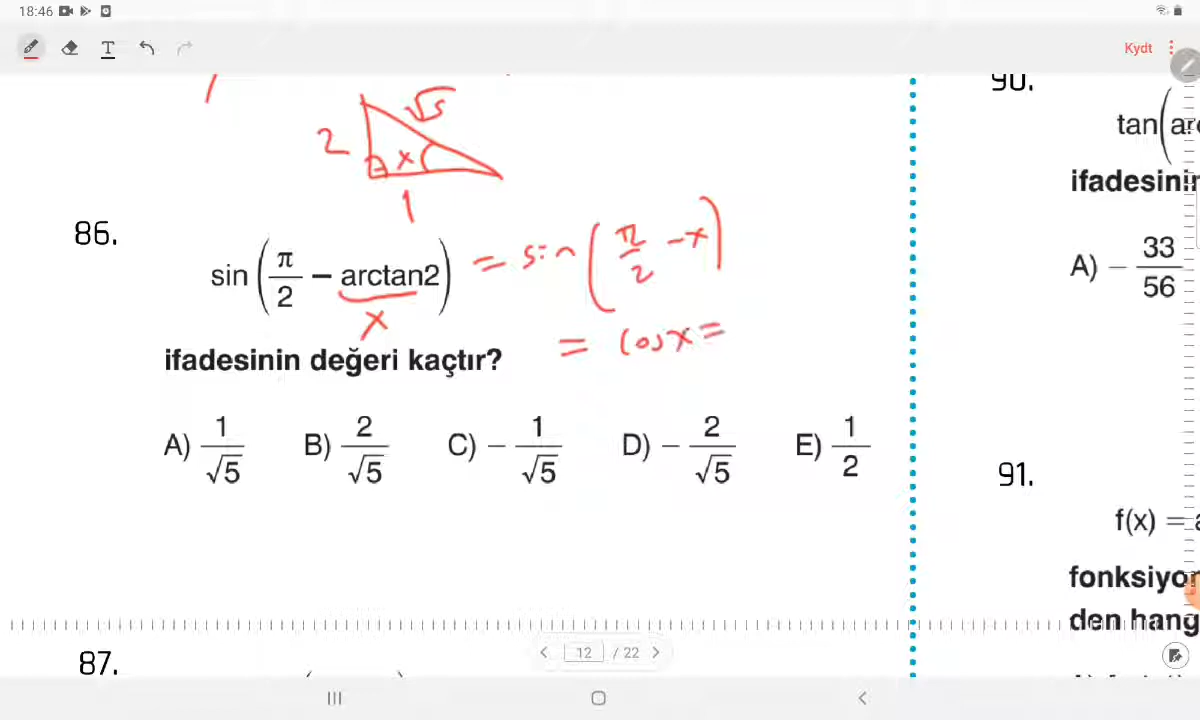 18:46
T
Kydt
90.
√5
2
x
1
tan(arc
ifadesinin
A) − 33/56
86.
sin(π/2 − arctan2) = sin(π/2 − x)
x
= cosx =
ifadesinin değeri kaçtır?
A) 1/√5 B) 2/√5 C) − 1/√5 D) − 2/√5 E) 1/2
91.
f(x) = a
fonksiyon
den hang
87.
12 / 22